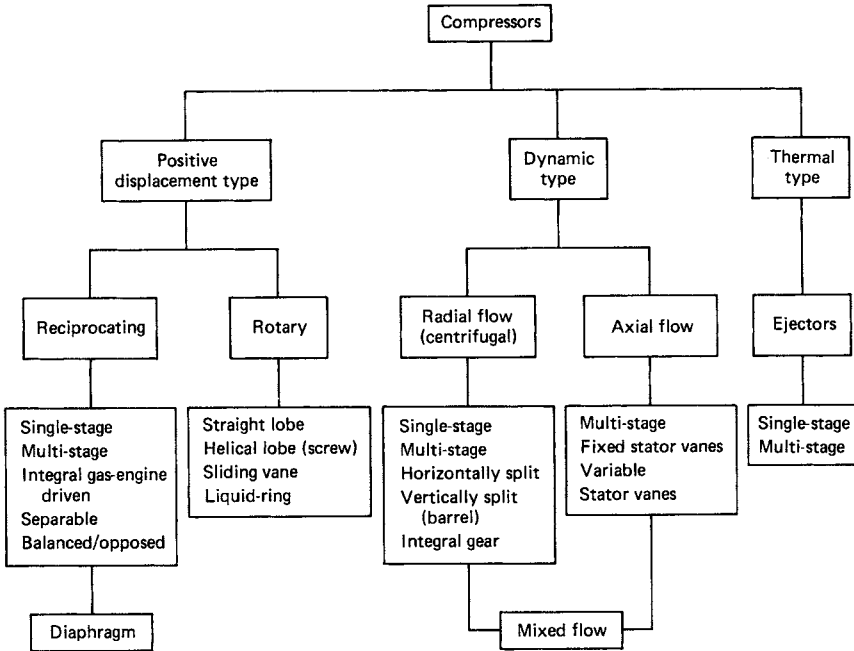 Compressors
Positive
displacement type
Dynamic
type
Thermal
type
Reciprocating
Rotary
Radial flow
(centrifugal)
Axial flow
Ejectors
Single-stage
Multi-stage
Integral gas-engine
driven
Separable
Balanced/opposed
Straight lobe
Helical lobe (screw)
Sliding vane
Liquid-ring
Single-stage
Multi-stage
Horizontally split
Vertically split
(barrel)
Integral gear
Multi-stage
Fixed stator vanes
Variable
Stator vanes
Single-stage
Multi-stage
Diaphragm
Mixed flow